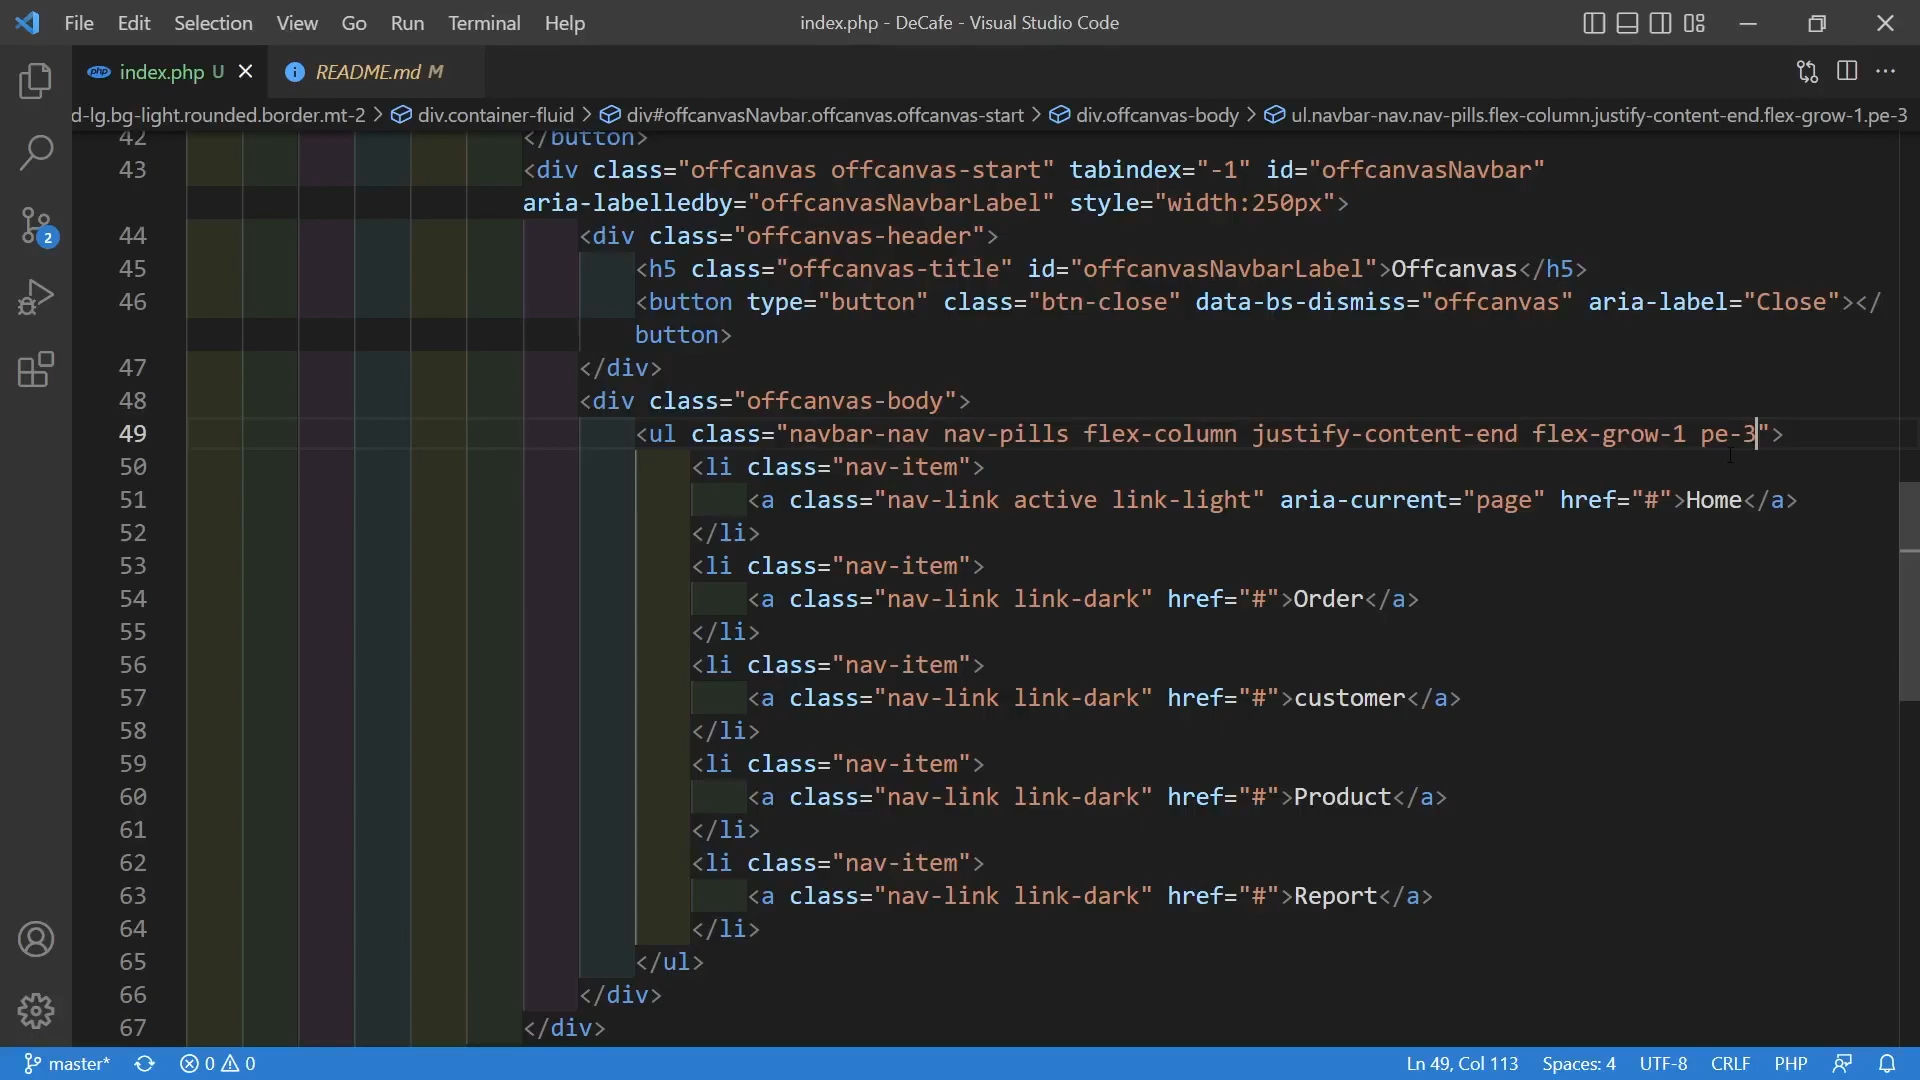 File Edit Selection View Go Run Terminal Help index.php - DeCafe - Visual Studio Code
php index.php U README.md M
d-lg.bg-light.rounded.border.mt-2 > div.container-fluid > div#offcanvasNavbar.offcanvas.offcanvas-start > div.offcanvas-body > ul.navbar-nav.nav-pills.flex-column.justify-content-end.flex-grow-1.pe-3
42 </button>
43 <div class="offcanvas offcanvas-start" tabindex="-1" id="offcanvasNavbar"
aria-labelledby="offcanvasNavbarLabel" style="width:250px">
44 <div class="offcanvas-header">
45 <h5 class="offcanvas-title" id="offcanvasNavbarLabel">Offcanvas</h5>
46 <button type="button" class="btn-close" data-bs-dismiss="offcanvas" aria-label="Close"></
button>
47 </div>
48 <div class="offcanvas-body">
49 <ul class="navbar-nav nav-pills flex-column justify-content-end flex-grow-1 pe-3">
50 <li class="nav-item">
51 <a class="nav-link active link-light" aria-current="page" href="#">Home</a>
52 </li>
53 <li class="nav-item">
54 <a class="nav-link link-dark" href="#">Order</a>
55 </li>
56 <li class="nav-item">
57 <a class="nav-link link-dark" href="#">customer</a>
58 </li>
59 <li class="nav-item">
60 <a class="nav-link link-dark" href="#">Product</a>
61 </li>
62 <li class="nav-item">
63 <a class="nav-link link-dark" href="#">Report</a>
64 </li>
65 </ul>
66 </div>
67 </div>
2
master* 0 0 Ln 49, Col 113 Spaces: 4 UTF-8 CRLF PHP